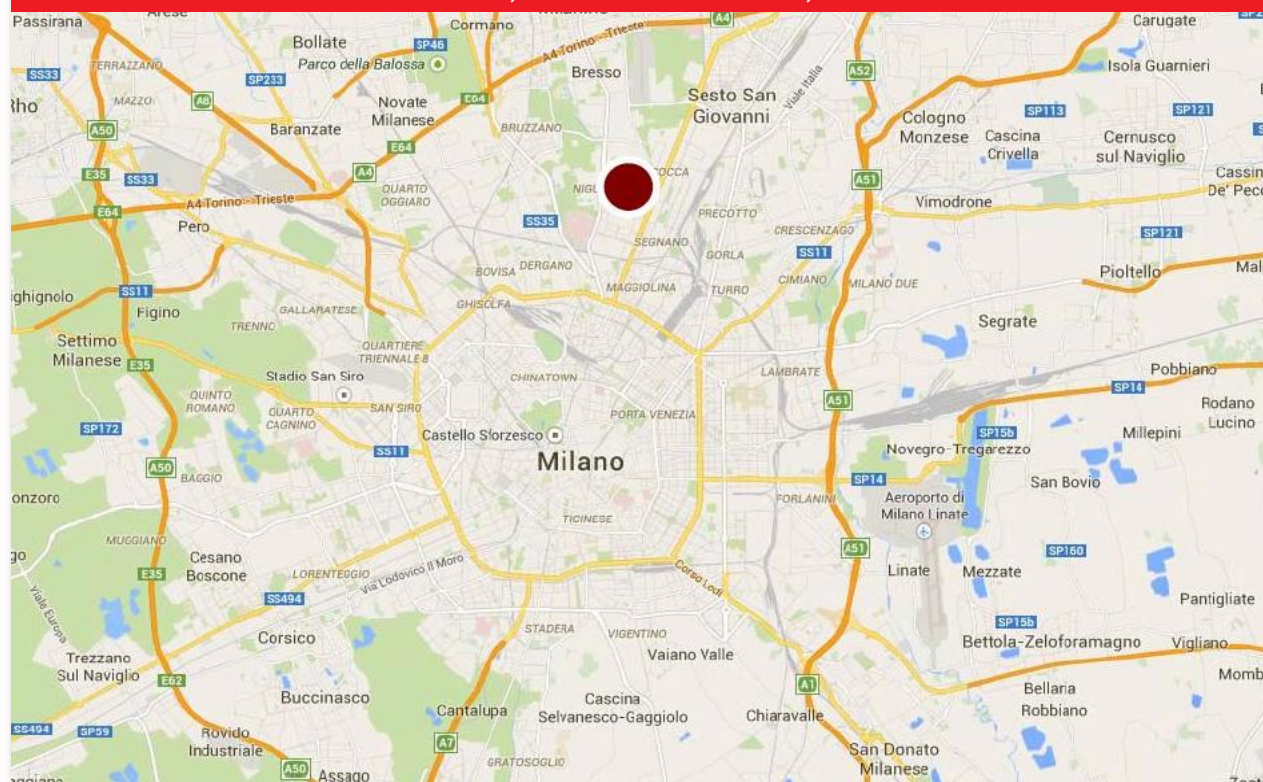 Passirana
Arese
Bollate
SP46
Cormano
A4 Torino - Trieste
A4
Carugate
Parco della Balossa
Bresso
A52
Viale Italia
Isola Guarnieri
SS33
TERRAZZANO
SP233
Sesto San
Giovanni
MAZZO
A8
Novate
Milanese
E64
Cologno
Monzese
SP113
SP121
A50
Baranzate
BRUZZANO
Cascina
Crivella
Cernusco
sul Naviglio
E64
E35
SS33
A4
QUARTO
OGGIARO
A51
A4 Torino - Trieste
Vimodrone
E64
Pero
SS35
PRECOTTO
CRESCENZAGO
SP121
SEGNANO
GORLA
SS11
BOVISA
DERGANO
MAGGIOLINA
TURRO
CIMIANO
MILANO DUE
Pioltello
SS11
Figino
GALLARATESE
GHISOLFA
TRENNO
Segrate
Settimo
Milanese
E35
QUARTIERE
TRIENNALE 8
Stadio San Siro
CHINATOWN
LAMBRATE
Pobbiano
SP14
QUINTO
ROMANO
QUARTO
CAGNINO
SAN SIRO
PORTA VENEZIA
A51
Rodano
Lucino
SP172
Castello Sforzesco
SP15b
Millepini
SS11
Milano
Novegro-Tregarezzo
A50
BAGGIO
SP14
San Bovio
FORLANINI
Aeroporto di
Milano Linate
TICINESE
MUGGIANO
Cesano
Boscone
LORENTEGGIO
Via Lodovico Il Moro
A51
SP160
E35
Corso Lodi
Linate
Mezzate
Viale Europa
SS494
Pantigliate
Corsico
STADERA
VIGENTINO
SP15b
Bettola-Zeloforamagno
Vigliano
Trezzano
Sul Naviglio
E62
Vaiano Valle
A1
Buccinasco
Cantalupa
Cascina
Selvanesco-Gaggiolo
Chiaravalle
Bellaria
Robbiano
SS494
SP59
Rovido
Industriale
A7
San Donato
Milanese
GRATOSOGLIO
A50
Assago